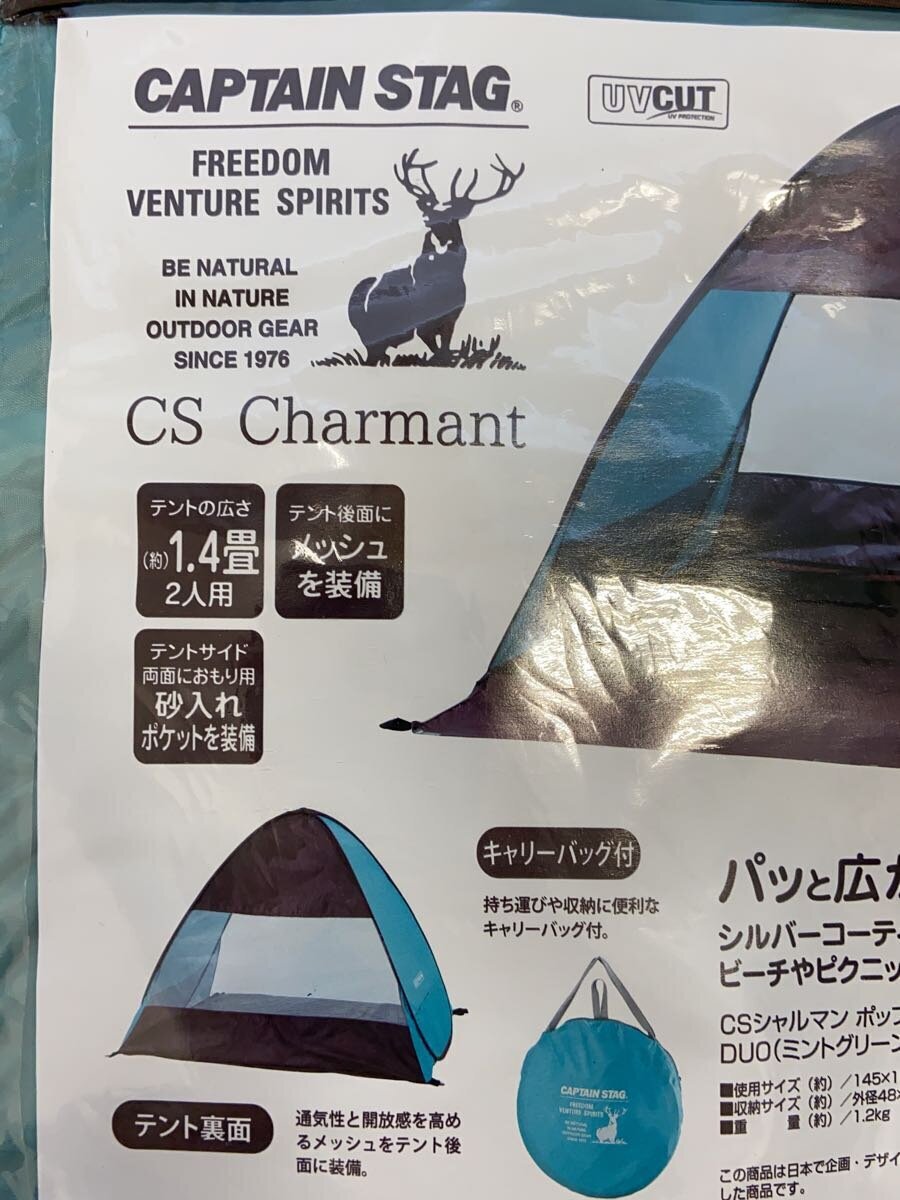 CAPTAIN STAG®
UVCUT
UV PROTECTION
FREEDOM
VENTURE SPIRITS
BE NATURAL
IN NATURE
OUTDOOR GEAR
SINCE 1976
CS Charmant
テントの広さ
(約)1.4畳
2人用
テント後面に
メッシュ
を装備
テントサイド
両面におもり用
砂入れ
ポケットを装備
キャリーバッグ付
持ち運びや収納に便利な
キャリーバッグ付。
CAPTAIN STAG
FREEDOM
VENTURE SPIRITS
BE NATURAL
IN NATURE
OUTDOOR GEAR
SINCE 1976
テント裏面
通気性と開放感を高め
るメッシュをテント後
面に装備。
パッと広が
シルバーコーテ
ビーチやピクニッ
CSシャルマン ポップ
DUO(ミントグリーン
■使用サイズ(約)/145×1
■収納サイズ(約)/外径48×
■重 量(約)/1.2kg
この商品は日本で企画・デザイ
した商品です。